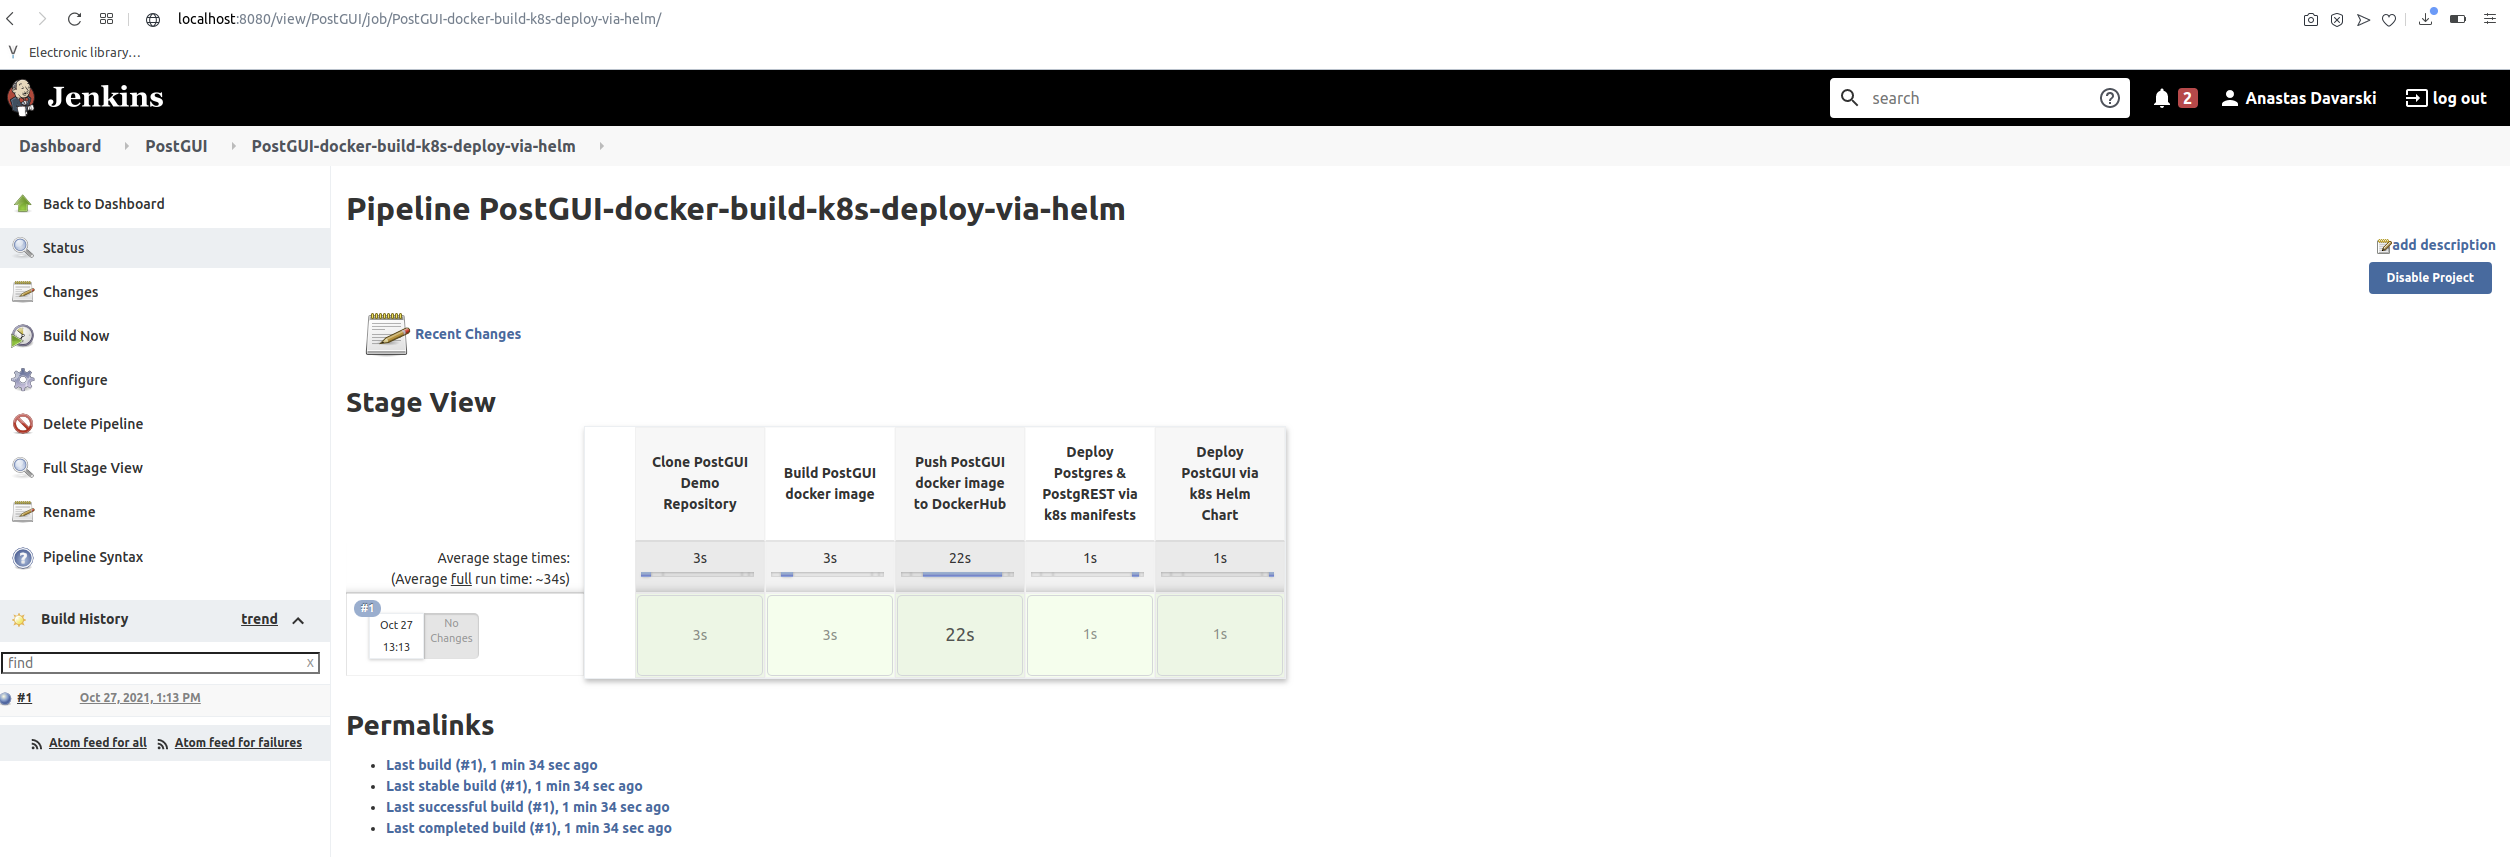 localhost:8080/view/PostGUI/job/PostGUI-docker-build-k8s-deploy-via-helm/
Electronic library...
Jenkins
search
2
Anastas Davarski
log out
Dashboard
PostGUI
PostGUI-docker-build-k8s-deploy-via-helm
Back to Dashboard
Status
Changes
Build Now
Configure
Delete Pipeline
Full Stage View
Rename
Pipeline Syntax
Build History
trend
find
x
#1
Oct 27, 2021, 1:13 PM
Atom feed for all
Atom feed for failures
Pipeline PostGUI-docker-build-k8s-deploy-via-helm
add description
Disable Project
Recent Changes
Stage View
Clone PostGUI
Demo
Repository
Build PostGUI
docker image
Push PostGUI
docker image
to DockerHub
Deploy
Postgres &
PostgREST via
k8s manifests
Deploy
PostGUI via
k8s Helm
Chart
Average stage times:
(Average full run time: ~34s)
3s
3s
22s
1s
1s
#1
Oct 27
13:13
No
Changes
3s
3s
22s
1s
1s
Permalinks
Last build (#1), 1 min 34 sec ago
Last stable build (#1), 1 min 34 sec ago
Last successful build (#1), 1 min 34 sec ago
Last completed build (#1), 1 min 34 sec ago